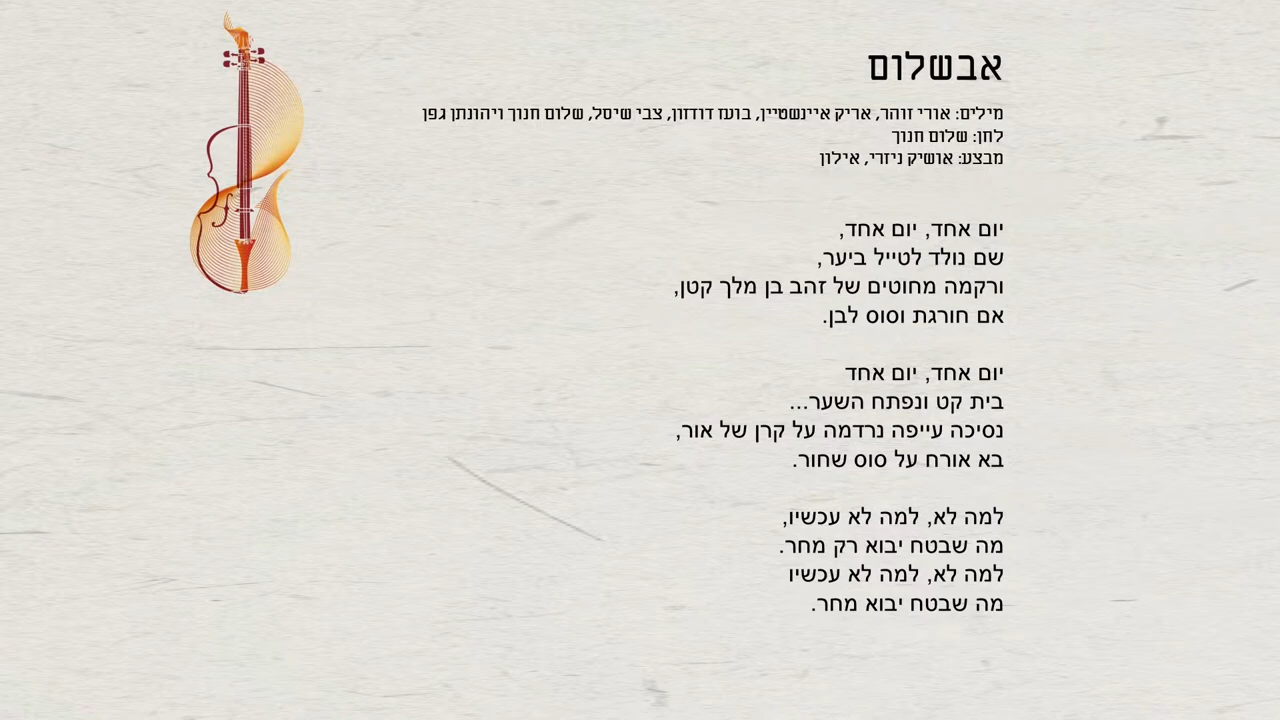 אבשלום
מילים: אורי זוהר, אריק איינשטיין, בועז דודזון, צבי שיסל, שלום חנוך ויהונתן גפן
לחן: שלום חנוך
מבצע: אושיק ניזרי, אילון
יום אחד, יום אחד,
שם נולד לטייל ביער,
ורקמה מחוטים של זהב בן מלך קטן,
אם חורגת וסוס לבן.
יום אחד, יום אחד
בית קט ונפתח השער...
נסיכה עייפה נרדמה על קרן של אור,
בא אורח על סוס שחור.
למה לא, למה לא עכשיו,
מה שבטח יבוא רק מחר.
למה לא, למה לא עכשיו
מה שבטח יבוא מחר.